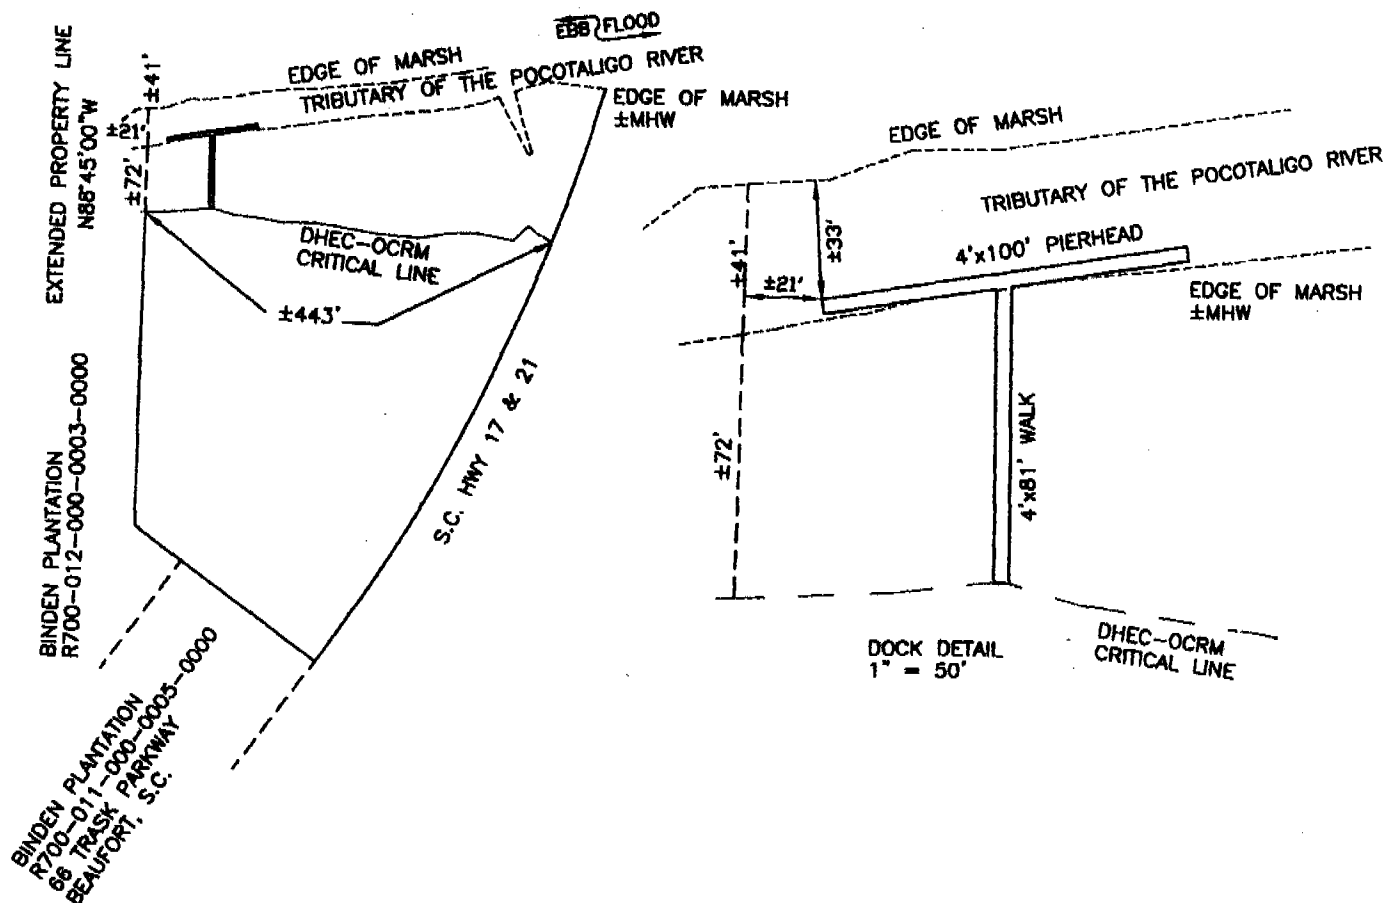 EBB FLOOD
EDGE OF MARSH
TRIBUTARY OF THE POCOTALIGO RIVER
EDGE OF MARSH
±MHW
EXTENDED PROPERTY LINE
N88°45'00"W
±41'
±21'
±72'
DHEC-OCRM
CRITICAL LINE
±443'
S.C. HWY 17 & 21
BINDEN PLANTATION
R700-012-000-0003-0000
BINDEN PLANTATION
R700-011-000-0005-0000
66 TRASK PARKWAY
BEAUFORT, S.C.
EDGE OF MARSH
TRIBUTARY OF THE POCOTALIGO RIVER
±41'
±33'
±21'
4'x100' PIERHEAD
EDGE OF MARSH
±MHW
±72'
4'x81' WALK
DHEC-OCRM
CRITICAL LINE
DOCK DETAIL
1" = 50'